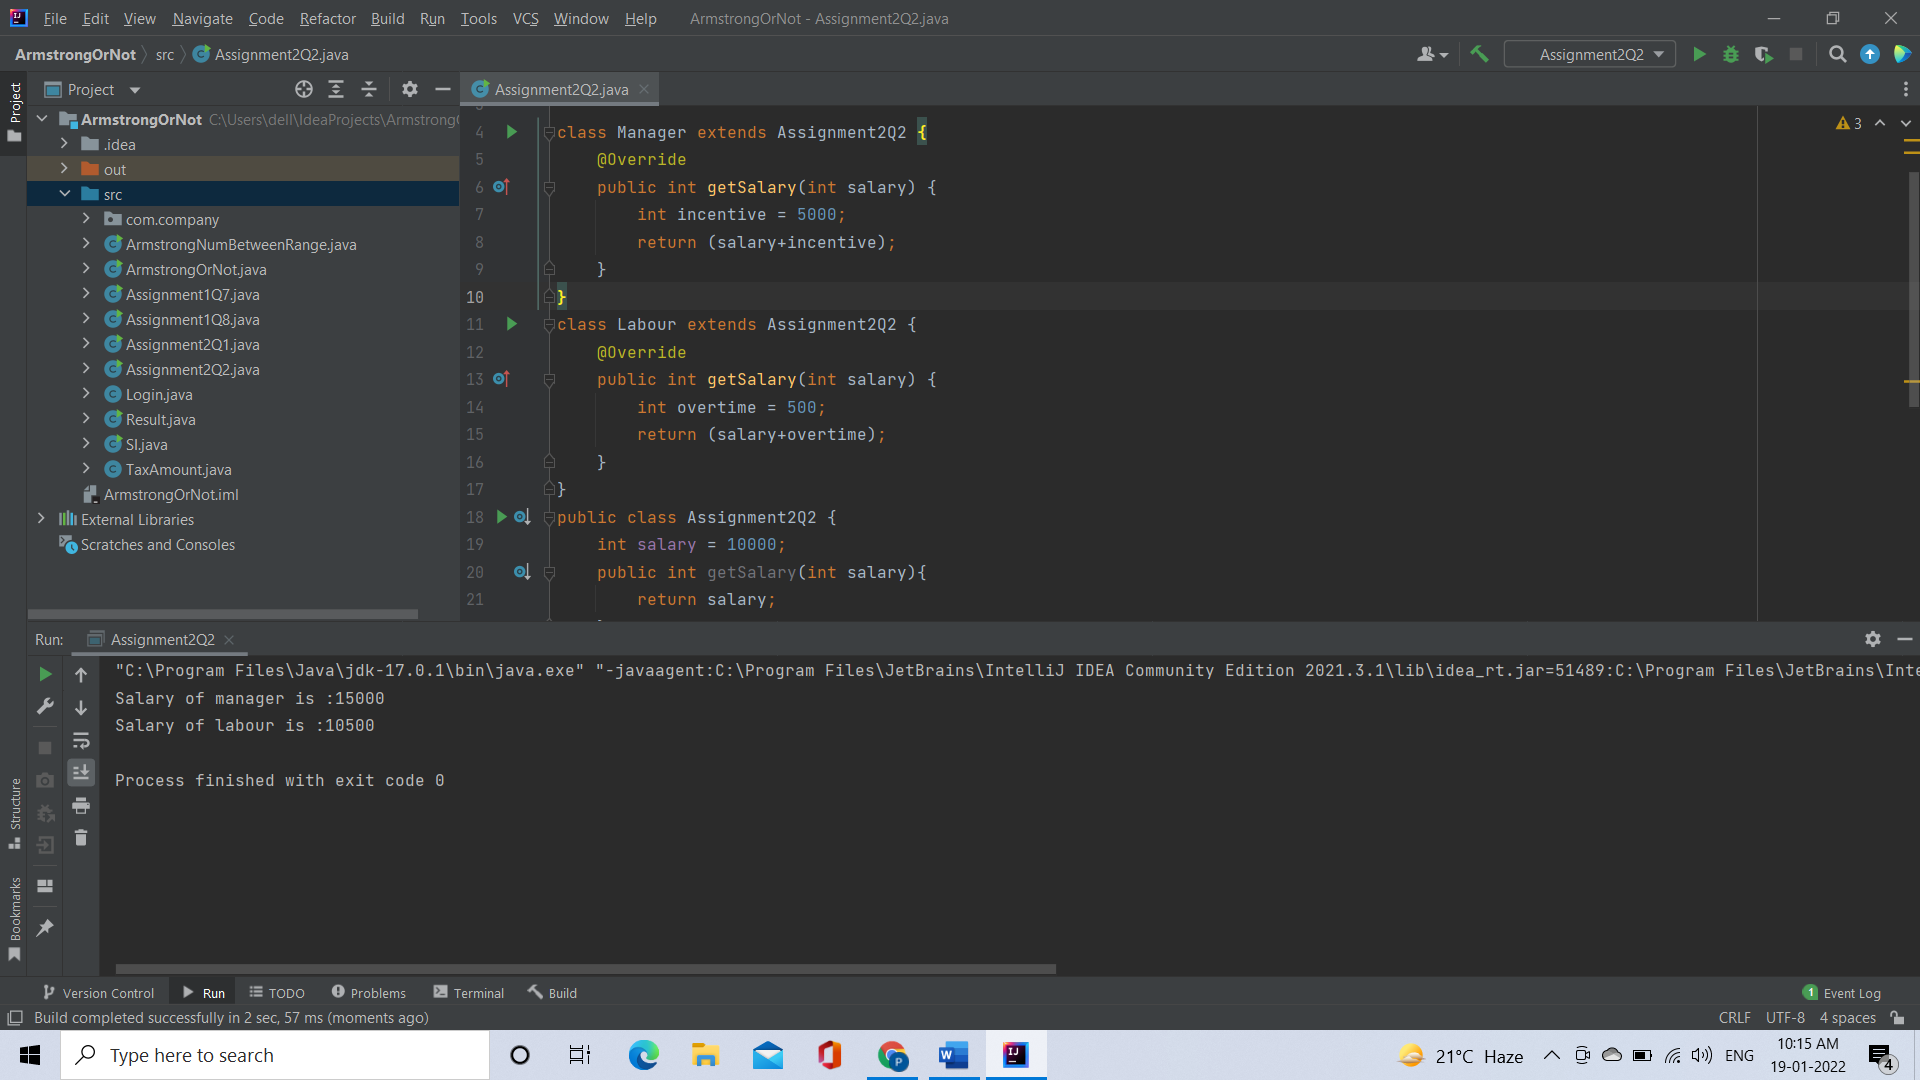 File Edit View Navigate Code Refactor Build Run Tools VCS Window Help ArmstrongOrNot - Assignment2Q2.java
ArmstrongOrNot src Assignment2Q2.java Assignment2Q2
Project
Project
Assignment2Q2.java
ArmstrongOrNot C:\Users\dell\IdeaProjects\Armstrong
.idea
out
src
com.company
ArmstrongNumBetweenRange.java
ArmstrongOrNot.java
Assignment1Q7.java
Assignment1Q8.java
Assignment2Q1.java
Assignment2Q2.java
Login.java
Result.java
SI.java
TaxAmount.java
ArmstrongOrNot.iml
External Libraries
Scratches and Consoles
3
4 class Manager extends Assignment2Q2 {
5 @Override
6 public int getSalary(int salary) {
7 int incentive = 5000;
8 return (salary+incentive);
9 }
10 }
11 class Labour extends Assignment2Q2 {
12 @Override
13 public int getSalary(int salary) {
14 int overtime = 500;
15 return (salary+overtime);
16 }
17 }
18 public class Assignment2Q2 {
19 int salary = 10000;
20 public int getSalary(int salary){
21 return salary;
Run: Assignment2Q2
"C:\Program Files\Java\jdk-17.0.1\bin\java.exe" "-javaagent:C:\Program Files\JetBrains\IntelliJ IDEA Community Edition 2021.3.1\lib\idea_rt.jar=51489:C:\Program Files\JetBrains\Inte
Salary of manager is :15000
Salary of labour is :10500
Process finished with exit code 0
Structure
Bookmarks
Version Control Run TODO Problems Terminal Build 1 Event Log
Build completed successfully in 2 sec, 57 ms (moments ago) CRLF UTF-8 4 spaces
Type here to search 21°C Haze ENG 10:15 AM
19-01-2022 4